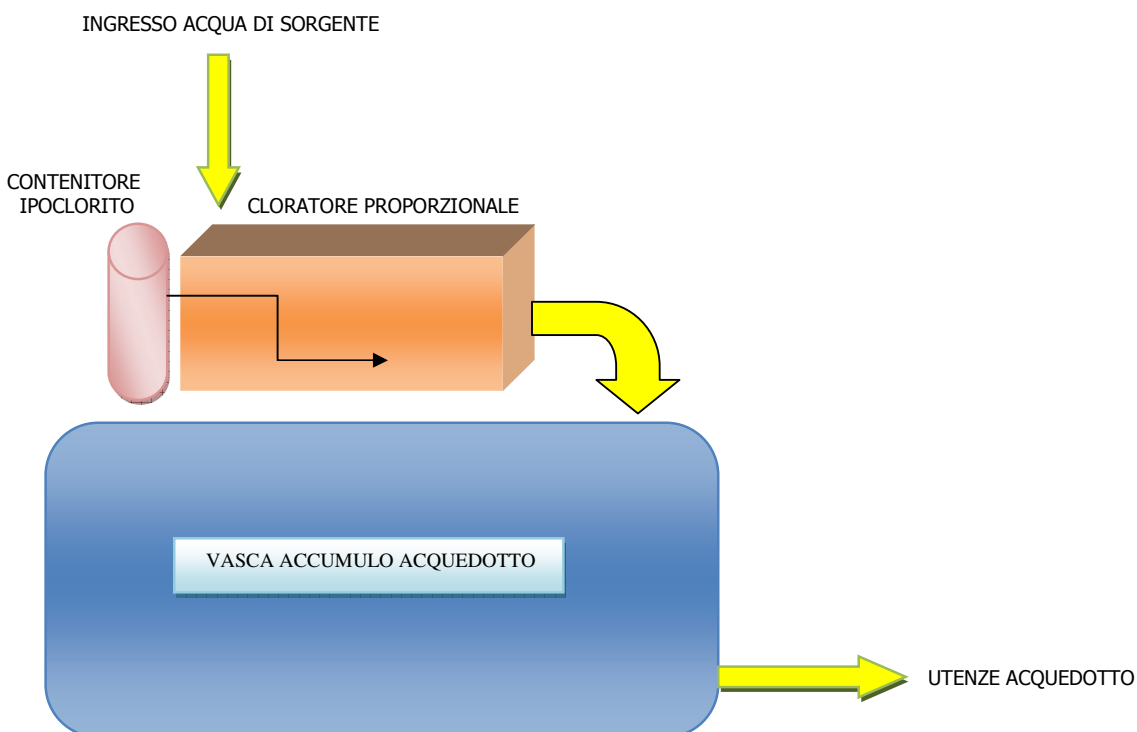 INGRESSO ACQUA DI SORGENTE
CONTENITORE
IPOCLORITO
CLORATORE PROPORZIONALE
VASCA ACCUMULO ACQUEDOTTO
UTENZE ACQUEDOTTO